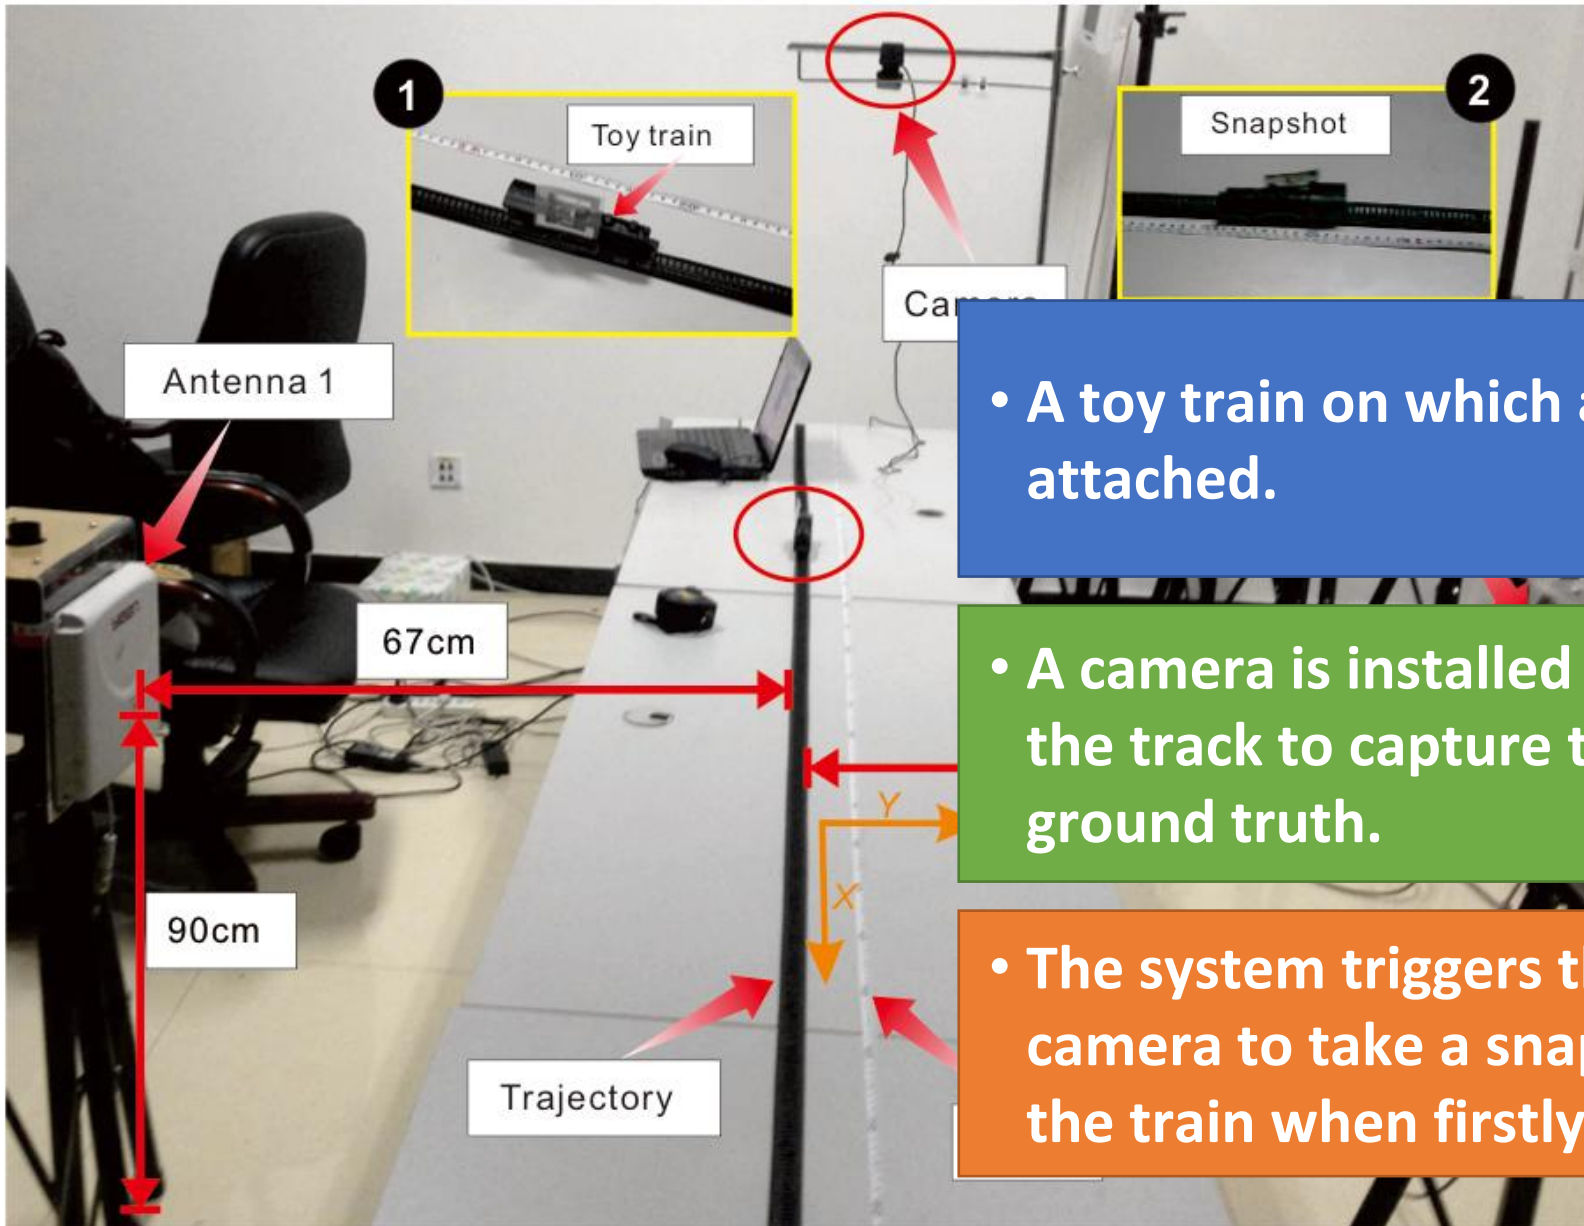 1
Toy train
2
Snapshot
Antenna 1
• A toy train on which
attached.
67cm
• A camera is installed
the track to capture
ground truth.
Y
X
90cm
• The system triggers
camera to take a
the train when firstly
Trajectory